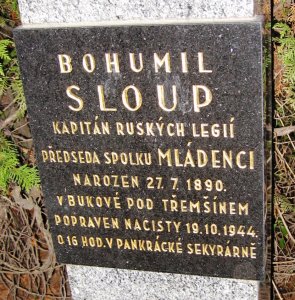 BOHUMIL
SLOUP
KAPITÁN RUSKÝCH LEGIÍ
PŘEDSEDA SPOLKU MLÁDENCI
NAROZEN 27.7.1890.
V BUKOVÉ POD TŘEMŠÍNEM
POPRAVEN NACISTY 19.10.1944.
O 16 HOD. V PANKRÁCKÉ SEKYRÁRNĚ